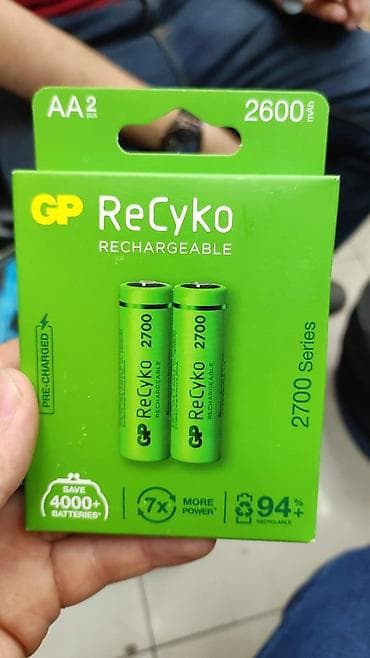 AA 2 pcs
2600 mAh
GP ReCyko
RECHARGEABLE
GP ReCyko 2700
RECHARGEABLE
GP ReCyko 2700
RECHARGEABLE
PRE-CHARGED
2700 Series
SAVE
4000+
BATTERIES*
7x MORE
POWER*
94%+
RECYCLABLE